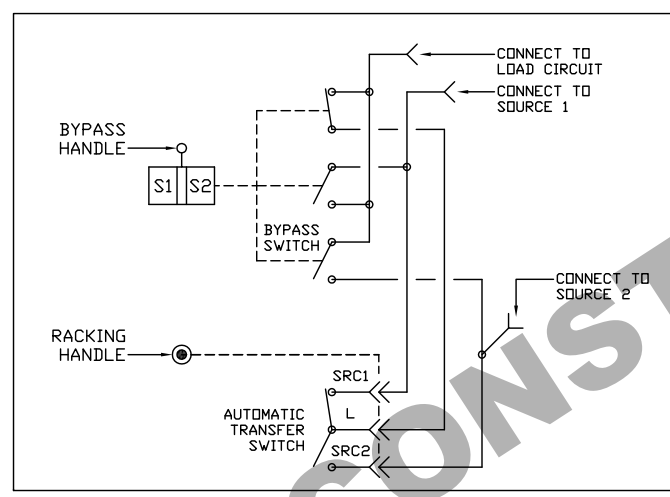 CONNECT TO
LOAD CIRCUIT
CONNECT TO
SOURCE 1
BYPASS
HANDLE
S1 S2
BYPASS
SWITCH
CONNECT TO
SOURCE 2
RACKING
HANDLE
SRC1
L
AUTOMATIC
TRANSFER
SWITCH
SRC2
CONST